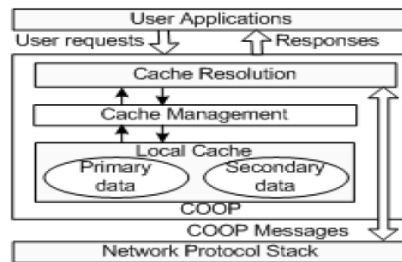 User Applications
User requests
Responses
Cache Resolution
Cache Management
Local Cache
Primary data
Secondary data
COOP
COOP Messages
Network Protocol Stack